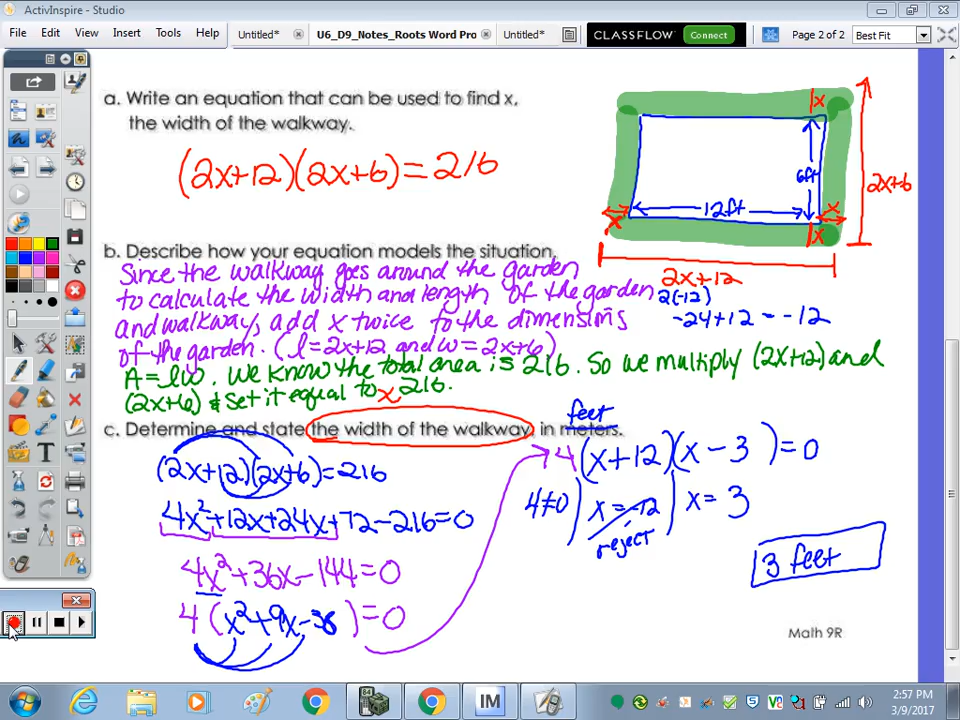 ActivInspire - Studio
File Edit View Insert Tools Help
Untitled*
U6_D9_Notes_Roots Word Pro
Untitled*
CLASSFLOW Connect
Page 2 of 2
Best Fit
a. Write an equation that can be used to find x,
the width of the walkway.
(2x+12)(2x+6)=216
x
6ft
2x+6
12ft
x
x
x
2x+12
b. Describe how your equation models the situation.
Since the walkway goes around the garden
to calculate the width and length of the garden
and walkway, add x twice to the dimensions
of the garden. (l=2x+12 and w=2x+6)
A=lw. We know the total area is 216. So we multiply (2x+12) and
(2x+6) & set it equal to x 216.
2(-12)
-24+12=-12
c. Determine and state the width of the walkway in meters.
feet
(2x+12)(2x+6)=216
4x²+12x+24x+72-216=0
4x²+36x-144=0
4(x²+9x-36)=0
4(x+12)(x-3)=0
4≠0 x=-12 x=3
reject
3 feet
Math 9R
IM
84
V2
2:57 PM
3/9/2017